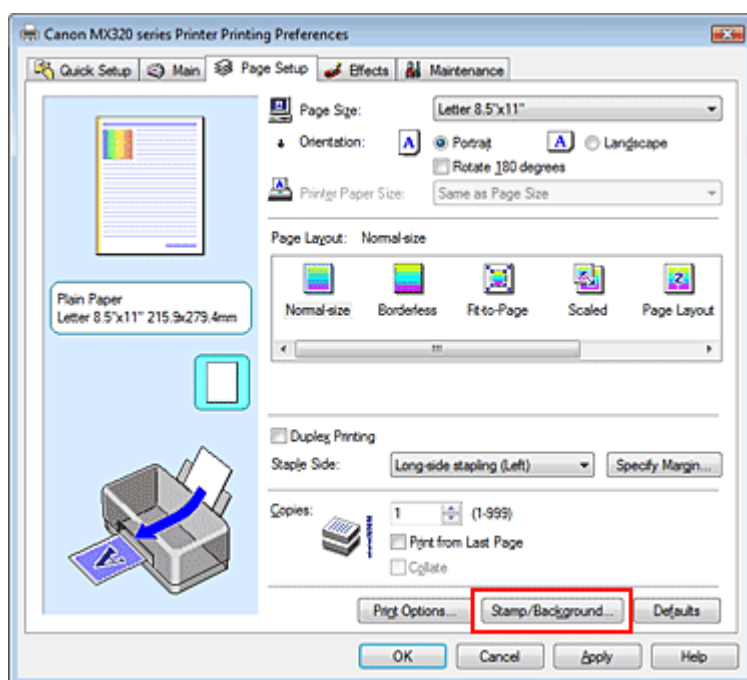 Canon MX320 series Printer Printing Preferences
Quick Setup Main Page Setup Effects Maintenance
Page Size: Letter 8.5"x11"
Orientation: A Portrait A Landscape
Rotate 180 degrees
Printer Paper Size: Same as Page Size
Page Layout: Normal-size
Normal-size Borderless Fit-to-Page Scaled Page Layout
Plain Paper
Letter 8.5"x11" 215.9x279.4mm
Duplex Printing
Staple Side: Long-side stapling (Left) Specify Margin...
Copies: 1 (1-999)
Print from Last Page
Collate
Print Options... Stamp/Background... Defaults
OK Cancel Apply Help